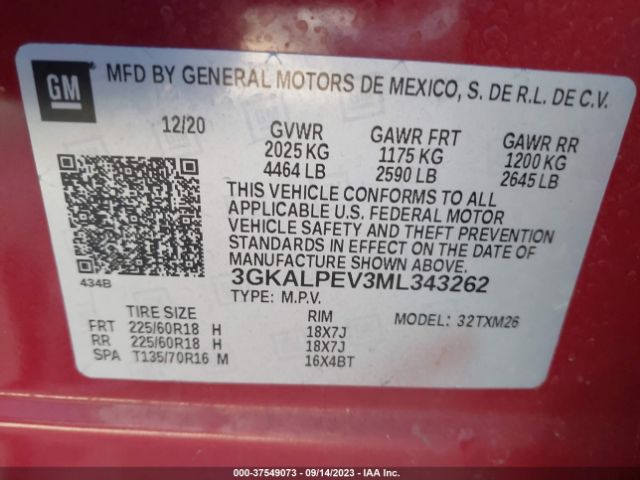 GM
MFD BY GENERAL MOTORS DE MEXICO, S. DE R.L. DE C.V.
12/20 GVWR GAWR FRT GAWR RR
2025 KG 1175 KG 1200 KG
4464 LB 2590 LB 2645 LB
THIS VEHICLE CONFORMS TO ALL
APPLICABLE U.S. FEDERAL MOTOR
VEHICLE SAFETY AND THEFT PREVENTION
STANDARDS IN EFFECT ON THE DATE OF
MANUFACTURE SHOWN ABOVE.
434B
3GKALPEV3ML343262
TYPE: M.P.V.
TIRE SIZE RIM MODEL: 32TXM26
FRT 225/60R18 H 18X7J
RR 225/60R18 H 18X7J
SPA T135/70R16 M 16X4BT
000-37549073 - 09/14/2023 - IAA Inc.